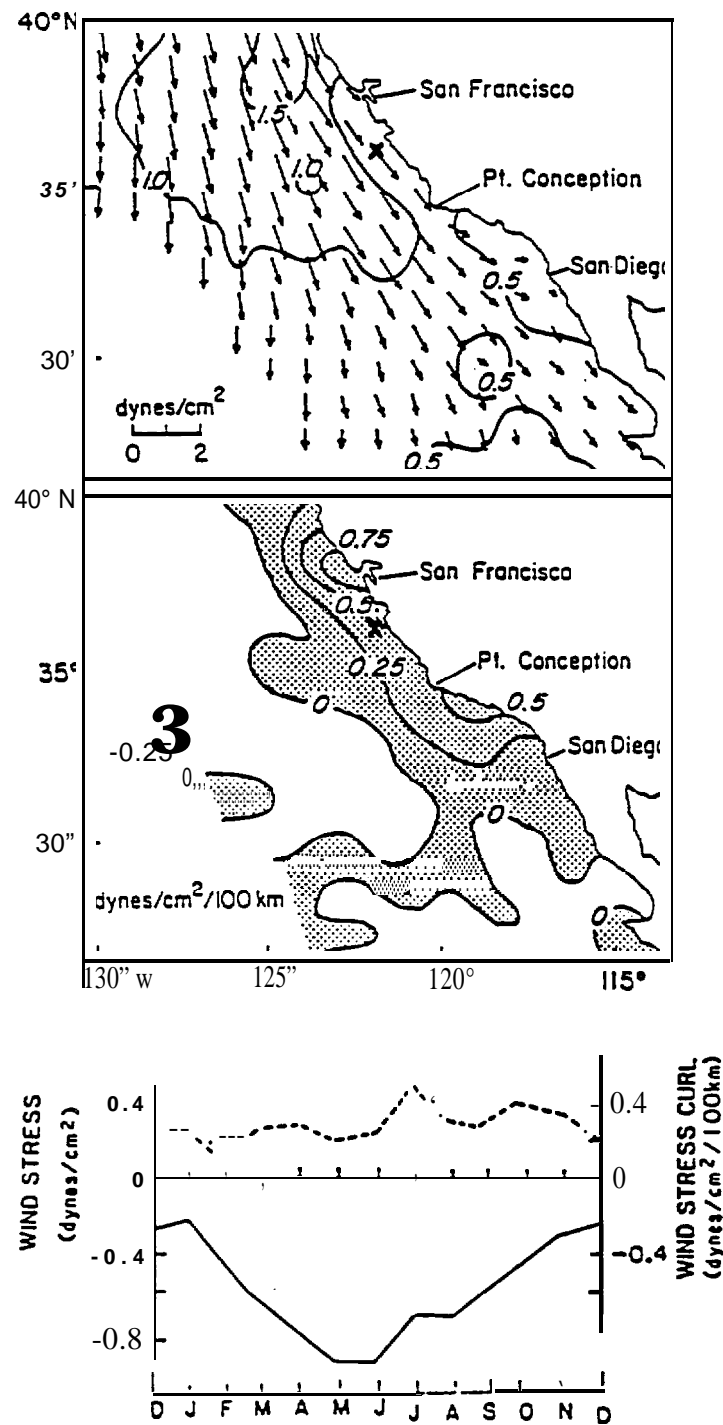 40°N
San Francisco
1.5
1.0
1.0
35'
Pt. Conception
San Dieg
0.5
30'
0.5
dynes/cm²
0 2
0.5
40° N
0.75
San Francisco
0.5
0.25
35°
Pt. Conception
0
0.5
3
-0.25
San Dieg
0,,,
0
30"
dynes/cm²/100 km
0
130" w 125" 120° 115°
WIND STRESS
(dynes/cm²)
0.4
0
-0.4
-0.8
0.4
0
-0.4
WIND STRESS CURL
(dynes/cm²/100km)
D J F M A M J J A S O N D